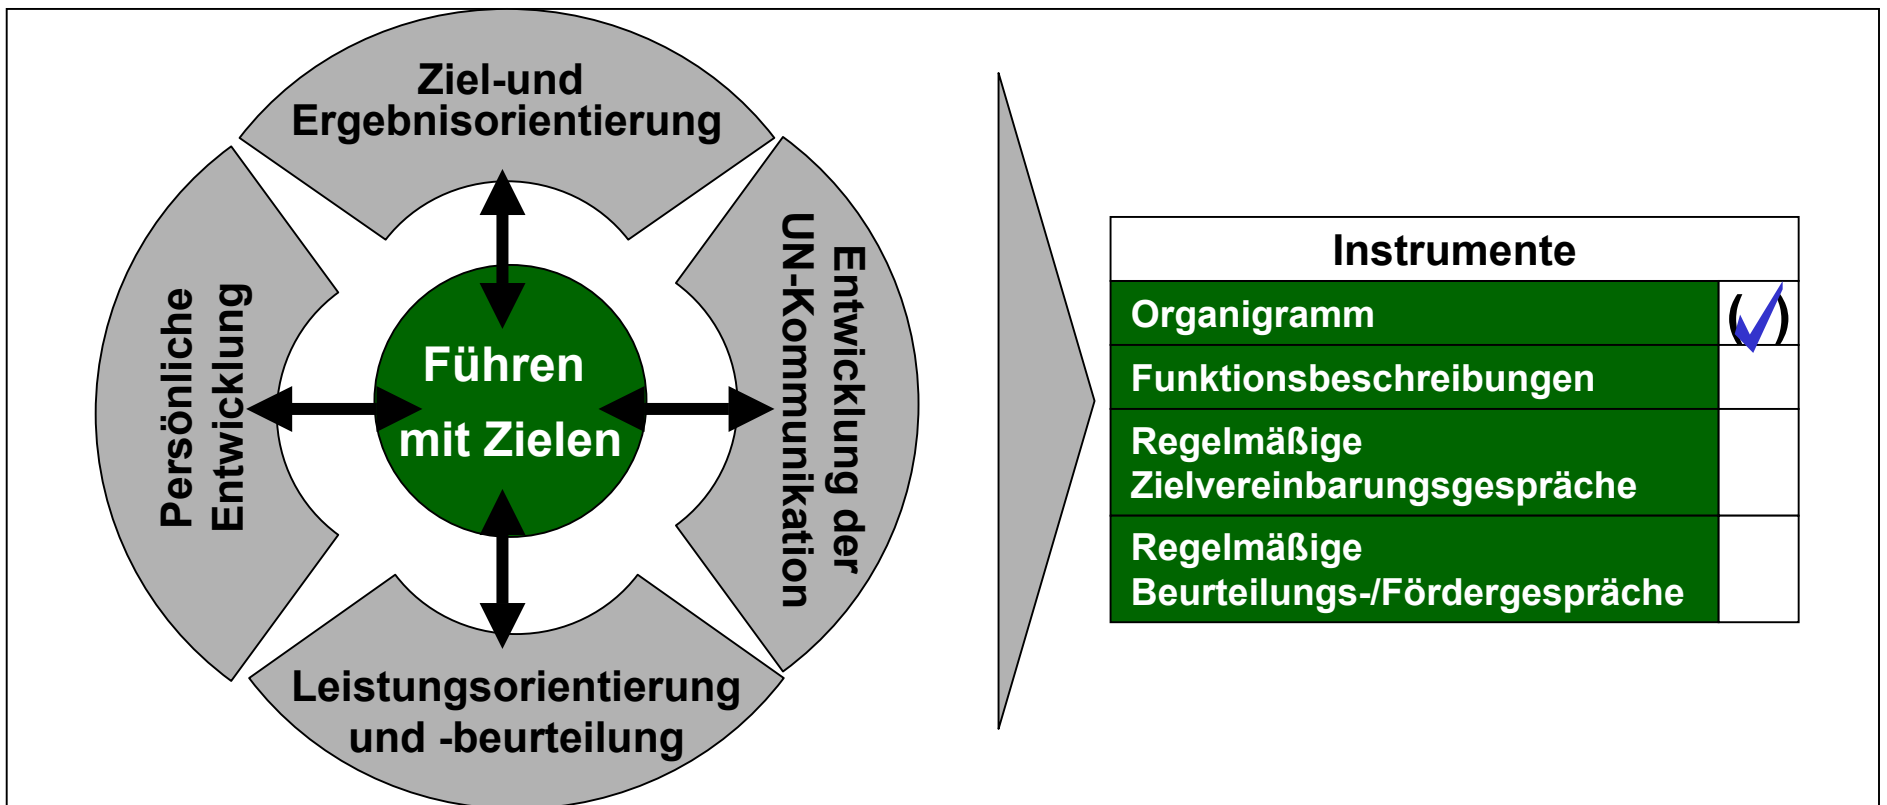 Ziel-und
Ergebnisorientierung
Persönliche
Entwicklung
Führen
mit Zielen
Entwicklung der
UN-Kommunikation
Leistungsorientierung
und -beurteilung
Instrumente
Organigramm
(✓)
Funktionsbeschreibungen
Regelmäßige
Zielvereinbarungsgespräche
Regelmäßige
Beurteilungs-/Fördergespräche